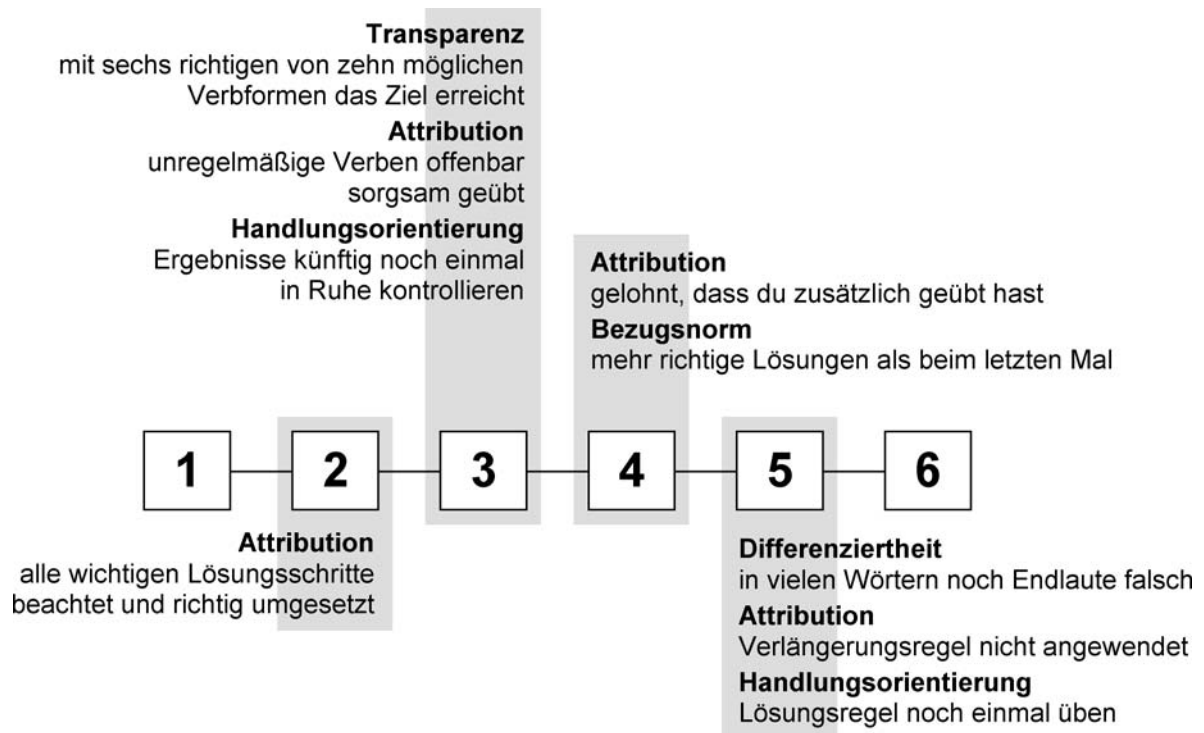 Transparenz
mit sechs richtigen von zehn möglichen
Verbformen das Ziel erreicht
Attribution
unregelmäßige Verben offenbar
sorgsam geübt
Handlungsorientierung
Ergebnisse künftig noch einmal
in Ruhe kontrollieren
Attribution
gelohnt, dass du zusätzlich geübt hast
Bezugsnorm
mehr richtige Lösungen als beim letzten Mal
1 2 3 4 5 6
Attribution
alle wichtigen Lösungsschritte
beachtet und richtig umgesetzt
Differenziertheit
in vielen Wörtern noch Endlaute falsch
Attribution
Verlängerungsregel nicht angewendet
Handlungsorientierung
Lösungsregel noch einmal üben